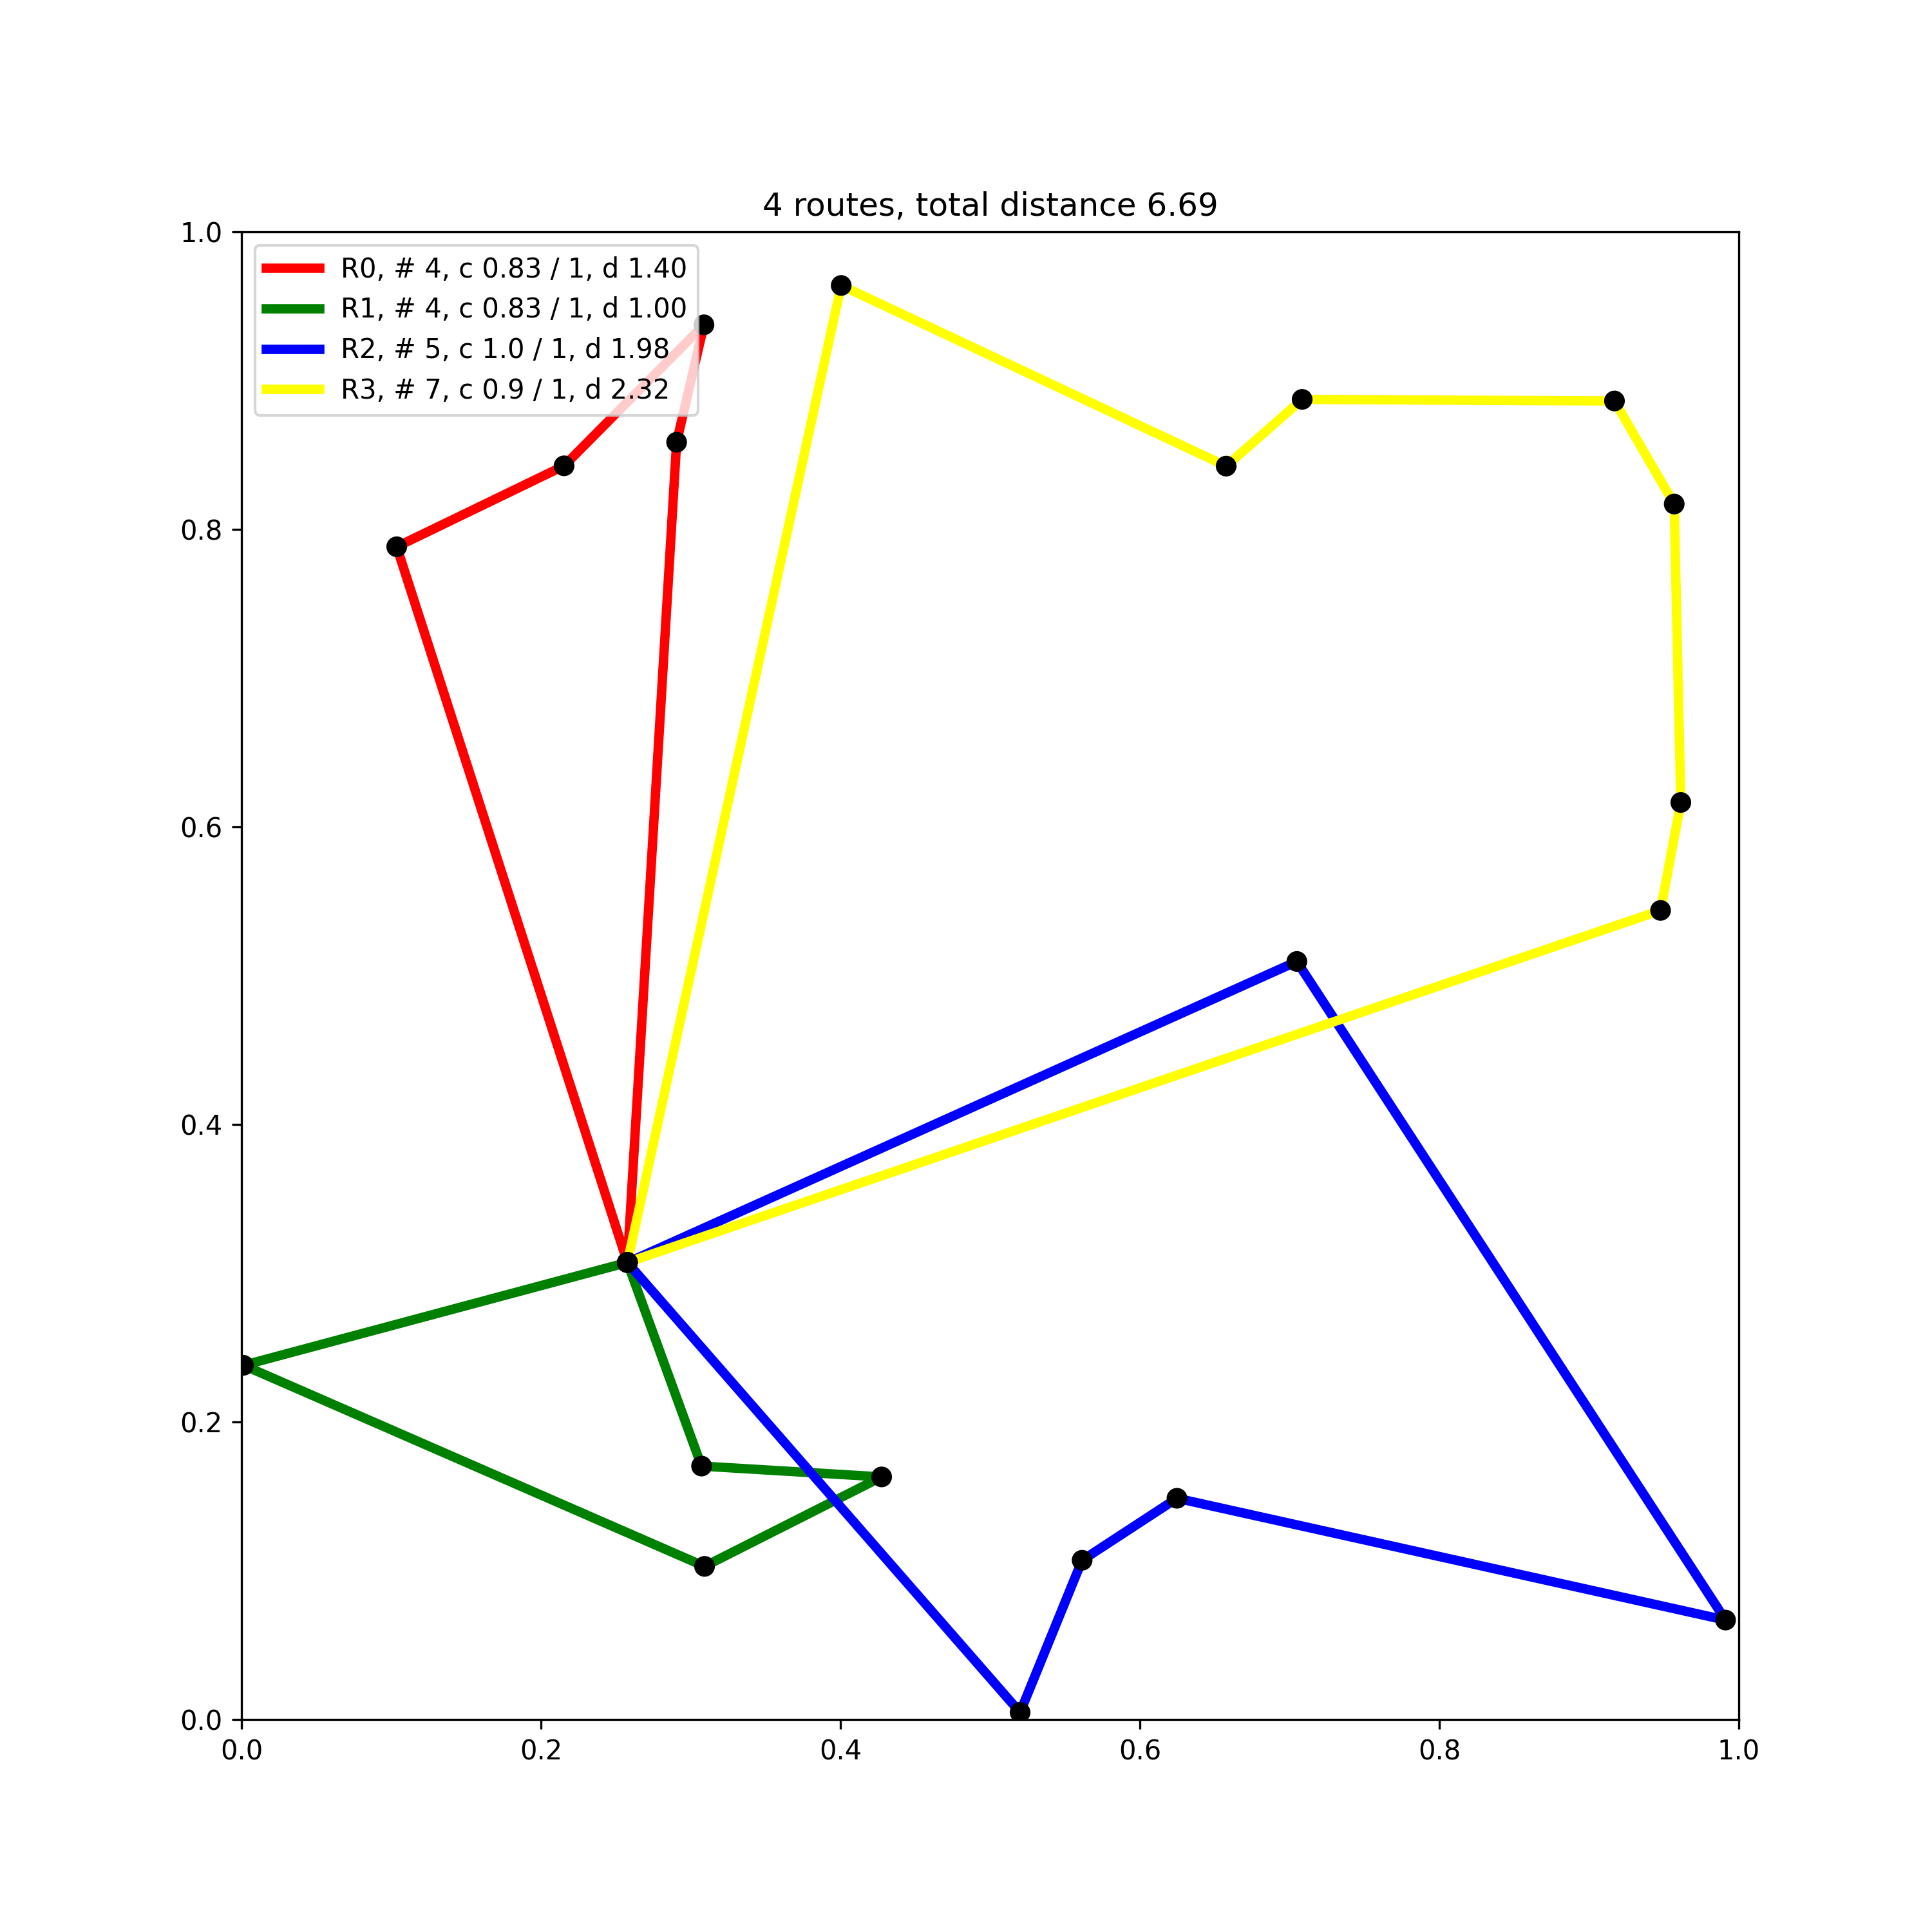 4 routes, total distance 6.69
R0, # 4, c 0.83 / 1, d 1.40
R1, # 4, c 0.83 / 1, d 1.00
R2, # 5, c 1.0 / 1, d 1.98
R3, # 7, c 0.9 / 1, d 2.32
1.0
0.8
0.6
0.4
0.2
0.0
0.0 0.2 0.4 0.6 0.8 1.0